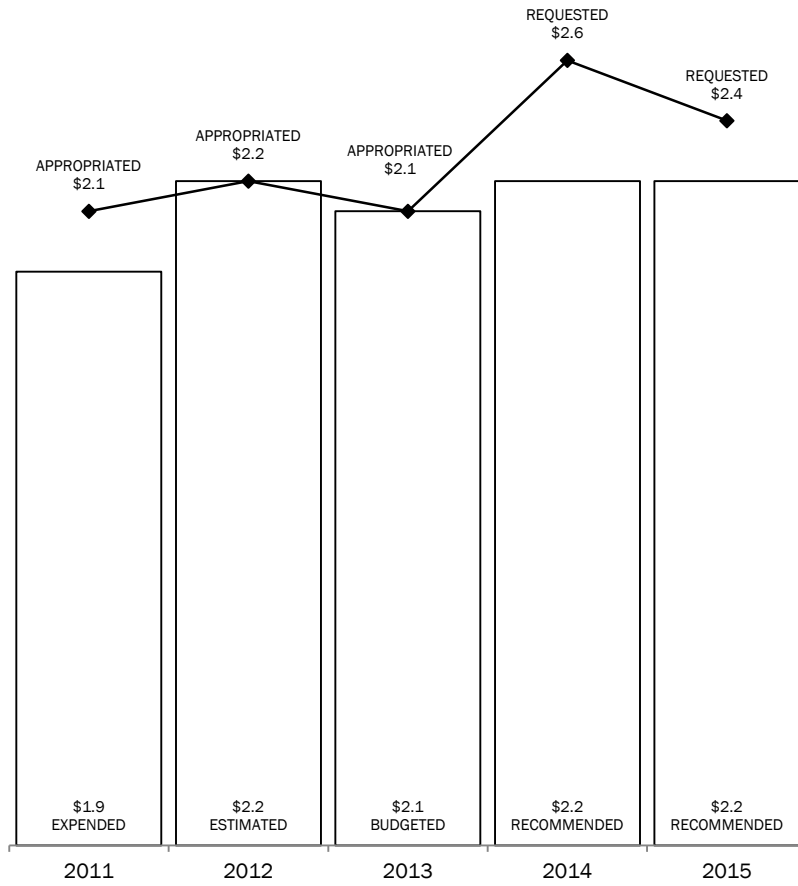 REQUESTED
$2.6
REQUESTED
$2.4
APPROPRIATED
$2.2
APPROPRIATED
$2.1
APPROPRIATED
$2.1
$1.9
EXPENDED
$2.2
ESTIMATED
$2.1
BUDGETED
$2.2
RECOMMENDED
$2.2
RECOMMENDED
2011
2012
2013
2014
2015